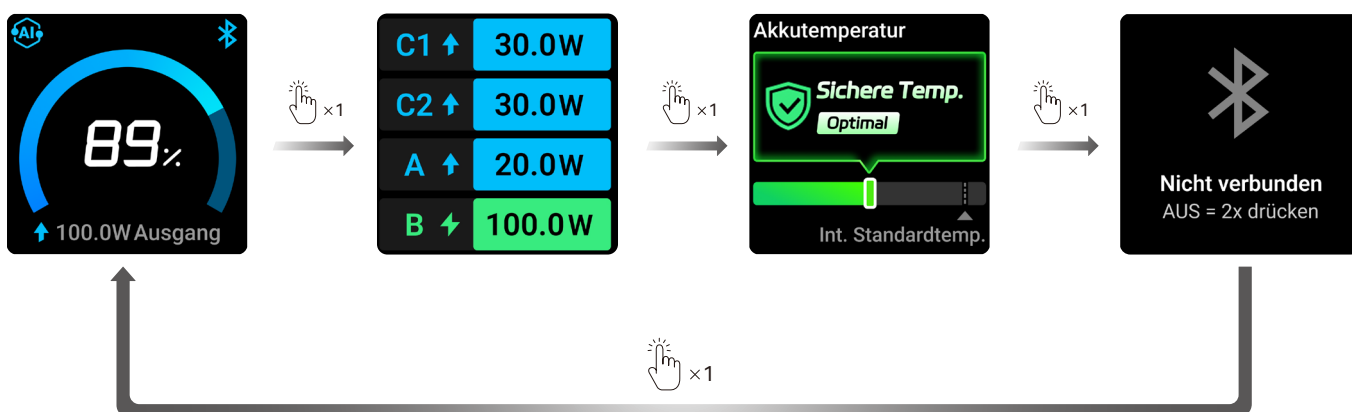 AI
89%
100.0W Ausgang
×1
C1 30.0W
C2 30.0W
A 20.0W
B 100.0W
×1
Akkutemperatur
Sichere Temp.
Optimal
Int. Standardtemp.
×1
Nicht verbunden
AUS = 2x drücken
×1